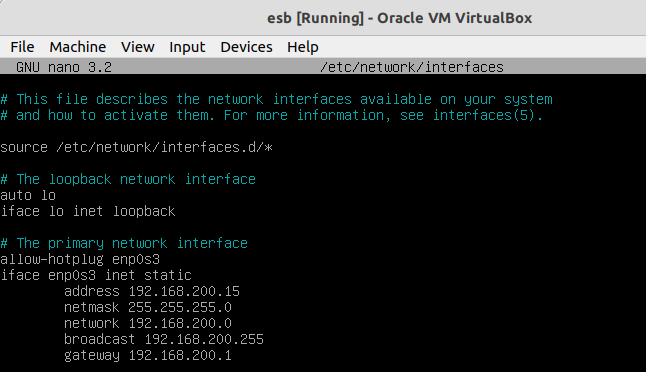 esb [Running] - Oracle VM VirtualBox
File Machine View Input Devices Help
GNU nano 3.2 /etc/network/interfaces
# This file describes the network interfaces available on your system
# and how to activate them. For more information, see interfaces(5).
source /etc/network/interfaces.d/*
# The loopback network interface
auto lo
iface lo inet loopback
# The primary network interface
allow-hotplug enp0s3
iface enp0s3 inet static
address 192.168.200.15
netmask 255.255.255.0
network 192.168.200.0
broadcast 192.168.200.255
gateway 192.168.200.1